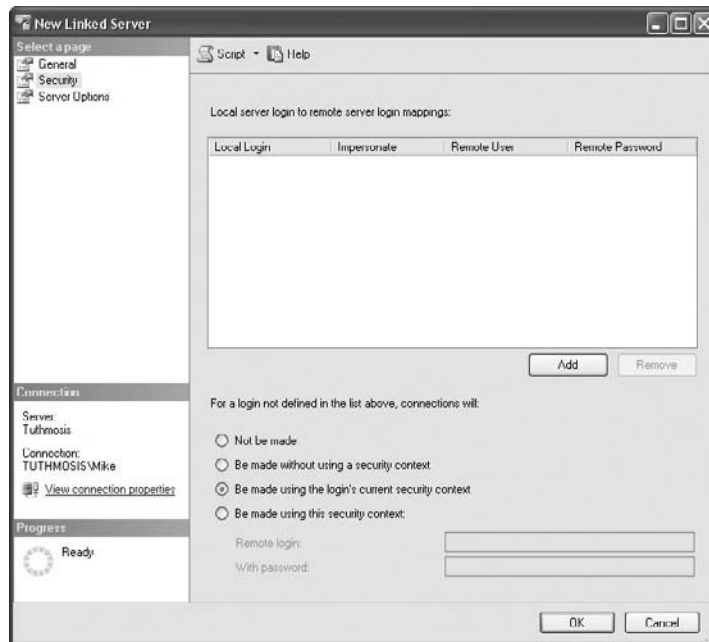 New Linked Server
Select a page
General
Security
Server Options
Script
Help
Local server login to remote server login mappings:
Local Login Impersonate Remote User Remote Password
Add Remove
Connection
Server:
Tuthmosis
Connection:
TUTHMOSIS\Mike
View connection properties
Progress
Ready
For a login not defined in the list above, connections will:
Not be made
Be made without using a security context
Be made using the login's current security context
Be made using this security context:
Remote login:
With password:
OK Cancel